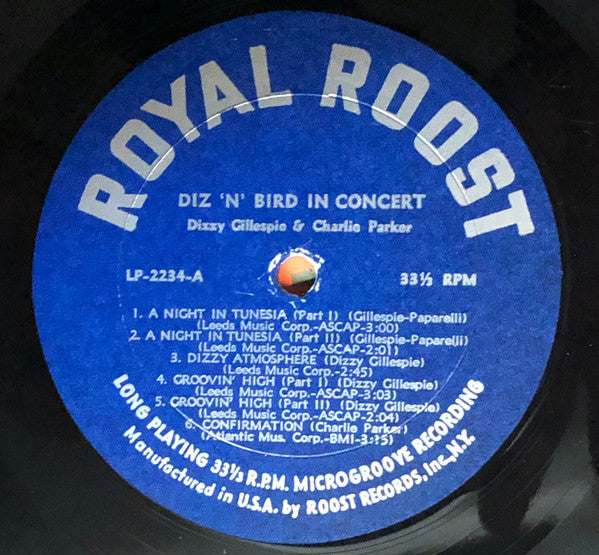 ROYAL ROOST
DIZ 'N' BIRD IN CONCERT
Dizzy Gillespie & Charlie Parker
LP-2234-A 33⅓ RPM
1. A NIGHT IN TUNESIA (Part I) (Gillespie-Paparelli)
(Leeds Music Corp.-ASCAP-3:00)
2. A NIGHT IN TUNESIA (Part II) (Gillespie-Paparelli)
(Leeds Music Corp.-ASCAP-2:01)
3. DIZZY ATMOSPHERE (Dizzy Gillespie)
(Leeds Music Corp.-2:45)
4. GROOVIN' HIGH (Part I) (Dizzy Gillespie)
(Leeds Music Corp.-ASCAP-3:03)
5. GROOVIN' HIGH (Part II) (Dizzy Gillespie)
(Leeds Music Corp.-ASCAP-2:04)
6. CONFIRMATION (Charlie Parker)
(Atlantic Mus. Corp.-BMI-3:15)
LONG PLAYING 33⅓ R.P.M. MICROGROOVE RECORDING
Manufactured in U.S.A. by ROOST RECORDS, Inc., N.Y.